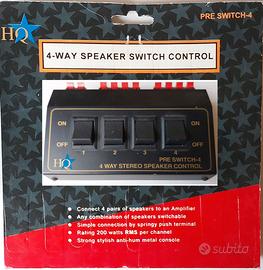 HQ
PRE SWITCH-4
4-WAY SPEAKER SWITCH CONTROL
ON
ON
OFF
OFF
1 2 3 4
HQ
PRE SWITCH-4
4 WAY STEREO SPEAKER CONTROL
Connect 4 pairs of speakers to an Amplifier
Any combination of speakers switchable
Simple connection by springy push terminal
Rating 200 watts RMS per channel
Strong stylish anti-hum metal console
subito